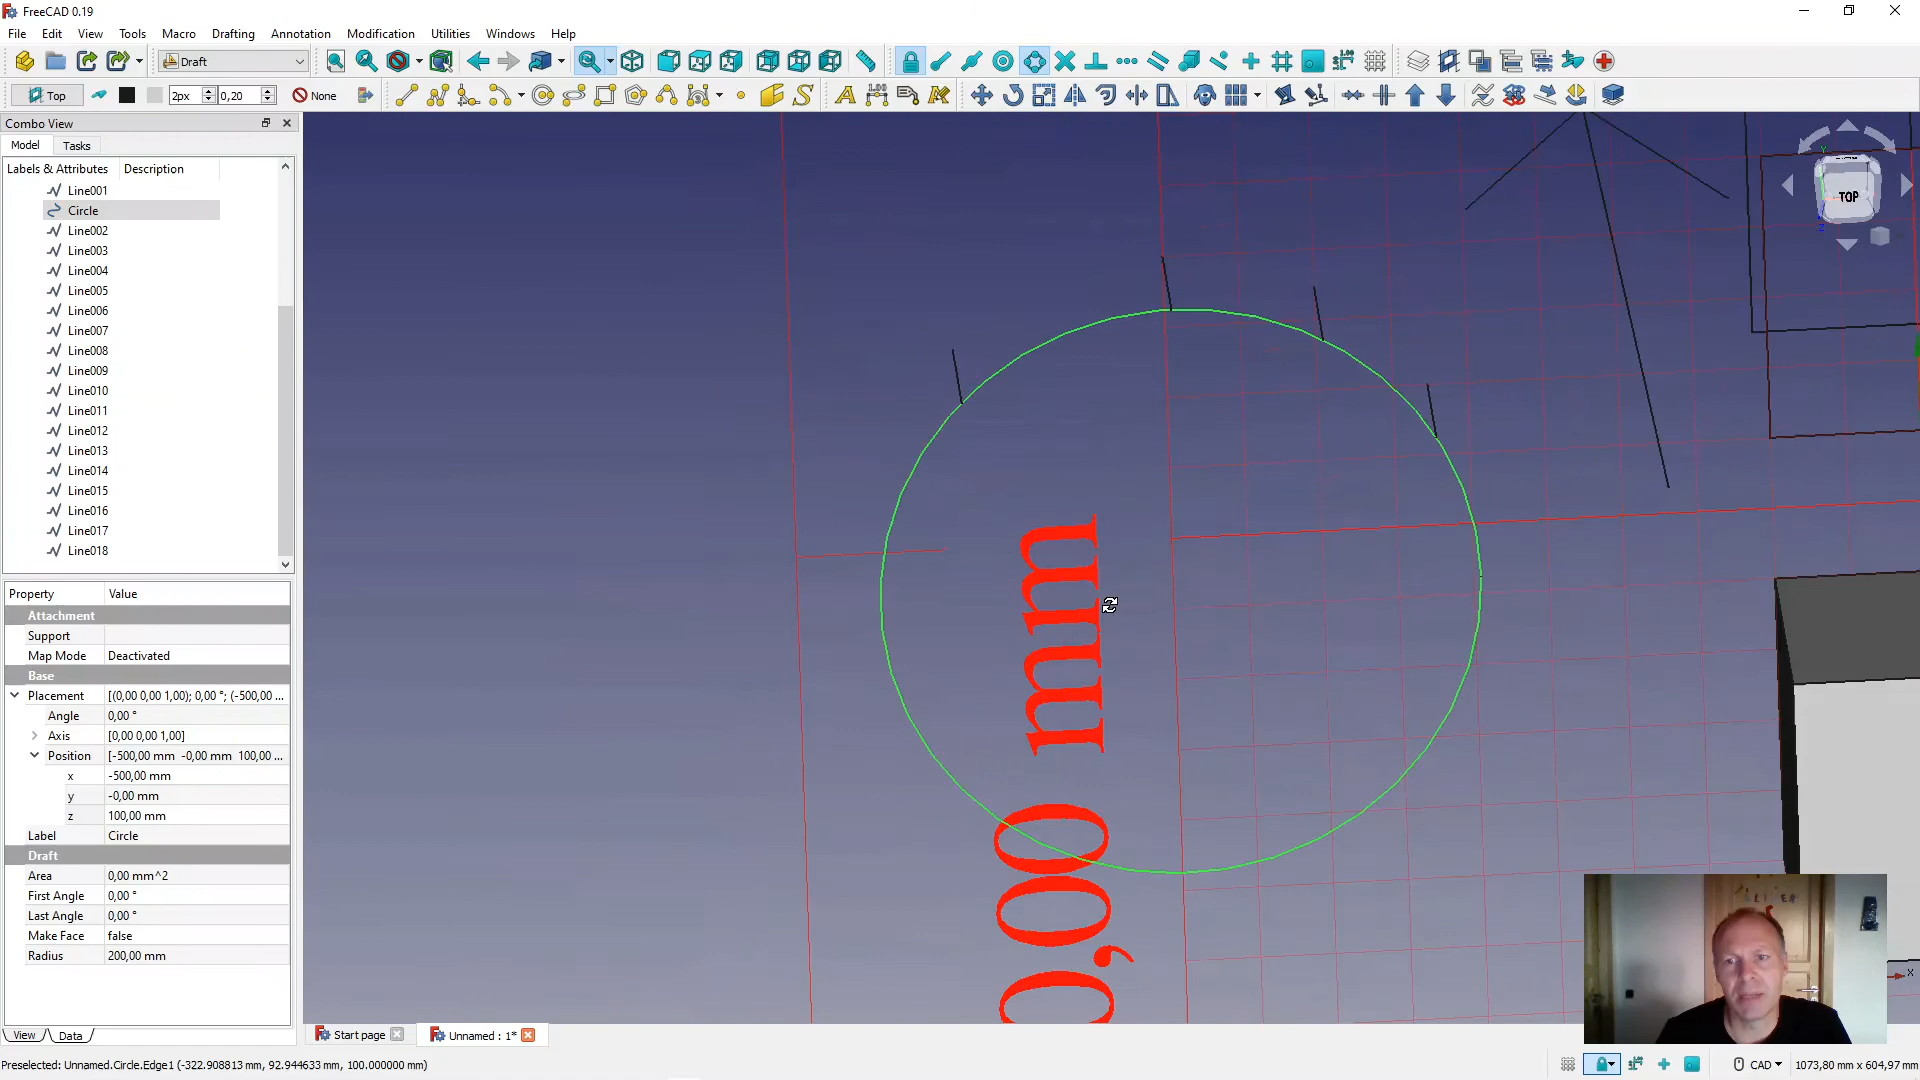 FreeCAD 0.19
File Edit View Tools Macro Drafting Annotation Modification Utilities Windows Help
Draft
Top 2px 0,20 None
Combo View
Model Tasks
Labels & Attributes Description
Line001
Circle
Line002
Line003
Line004
Line005
Line006
Line007
Line008
Line009
Line010
Line011
Line012
Line013
Line014
Line015
Line016
Line017
Line018
Property Value
Attachment
Support
Map Mode Deactivated
Base
Placement [(0,00 0,00 1,00); 0,00 °; (-500,00 ...
Angle 0,00 °
Axis [0,00 0,00 1,00]
Position [-500,00 mm -0,00 mm 100,00 ...
x -500,00 mm
y -0,00 mm
z 100,00 mm
Label Circle
Draft
Area 0,00 mm^2
First Angle 0,00 °
Last Angle 0,00 °
Make Face false
Radius 200,00 mm
View Data
0,00 mm
TOP
Y
Z
X
Start page Unnamed : 1*
Preselected: Unnamed.Circle.Edge1 (-322.908813 mm, 92.944633 mm, 100.000000 mm)
CAD 1073,80 mm x 604,97 mm